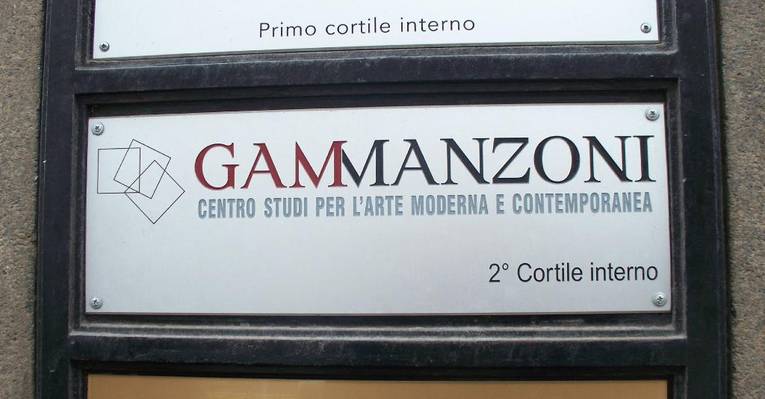 Primo cortile interno
GAMMANZONI
CENTRO STUDI PER L'ARTE MODERNA E CONTEMPORANEA
2° Cortile interno